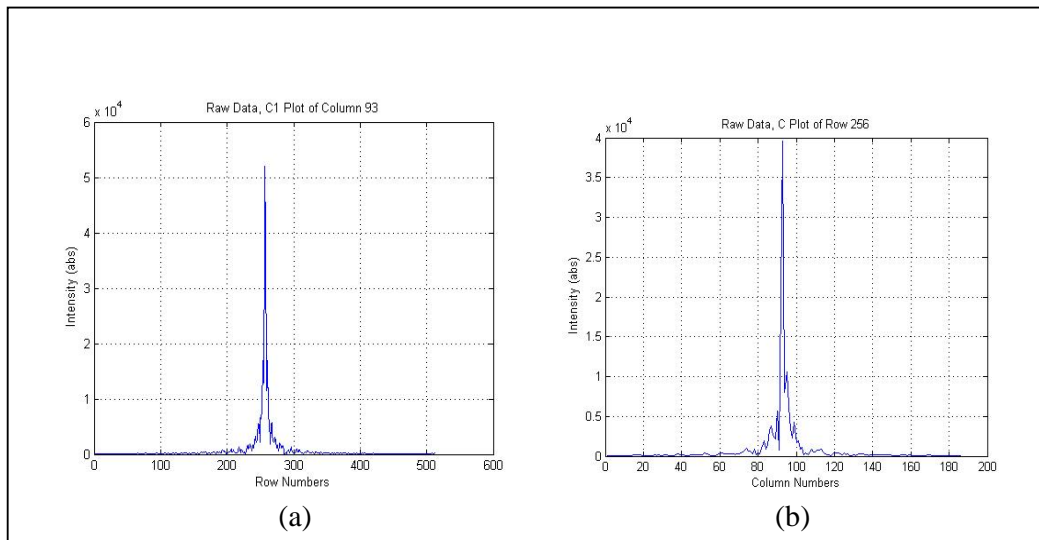 Raw Data, C1 Plot of Column 93
x 10^4
6
5
4
3
2
1
0
Intensity (abs)
0 100 200 300 400 500 600
Row Numbers
(a)
Raw Data, C Plot of Row 256
x 10^4
4
3.5
3
2.5
2
1.5
1
0.5
0
Intensity (abs)
0 20 40 60 80 100 120 140 160 180 200
Column Numbers
(b)